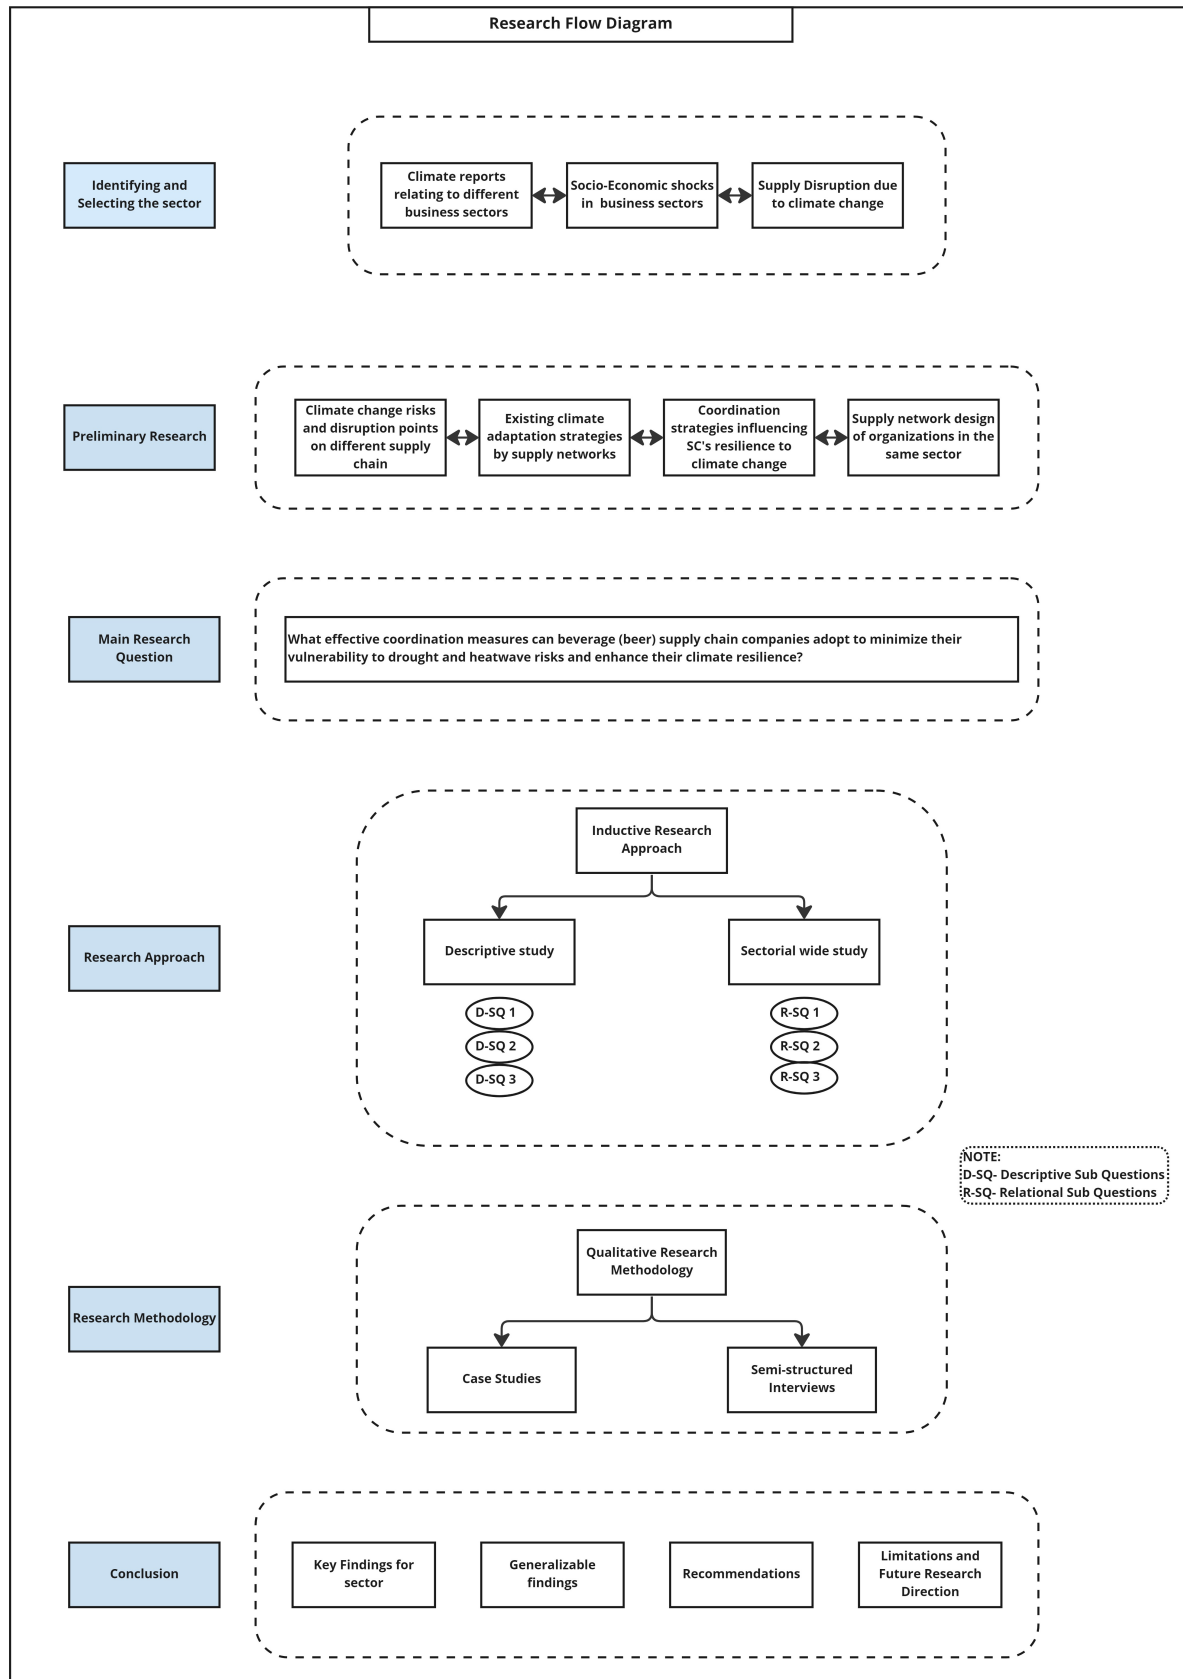 Research Flow Diagram
Identifying and
Selecting the sector
Climate reports
relating to different
business sectors
Socio-Economic shocks
in business sectors
Supply Disruption due
to climate change
Preliminary Research
Climate change risks
and disruption points
on different supply
chain
Existing climate
adaptation strategies
by supply networks
Coordination
strategies influencing
SC's resilience to
climate change
Supply network design
of organizations in the
same sector
Main Research
Question
What effective coordination measures can beverage (beer) supply chain companies adopt to minimize their
vulnerability to drought and heatwave risks and enhance their climate resilience?
Research Approach
Inductive Research
Approach
Descriptive study
D-SQ 1
D-SQ 2
D-SQ 3
Sectorial wide study
R-SQ 1
R-SQ 2
R-SQ 3
NOTE:
D-SQ- Descriptive Sub Questions
R-SQ- Relational Sub Questions
Research Methodology
Qualitative Research
Methodology
Case Studies
Semi-structured
Interviews
Conclusion
Key Findings for
sector
Generalizable
findings
Recommendations
Limitations and
Future Research
Direction